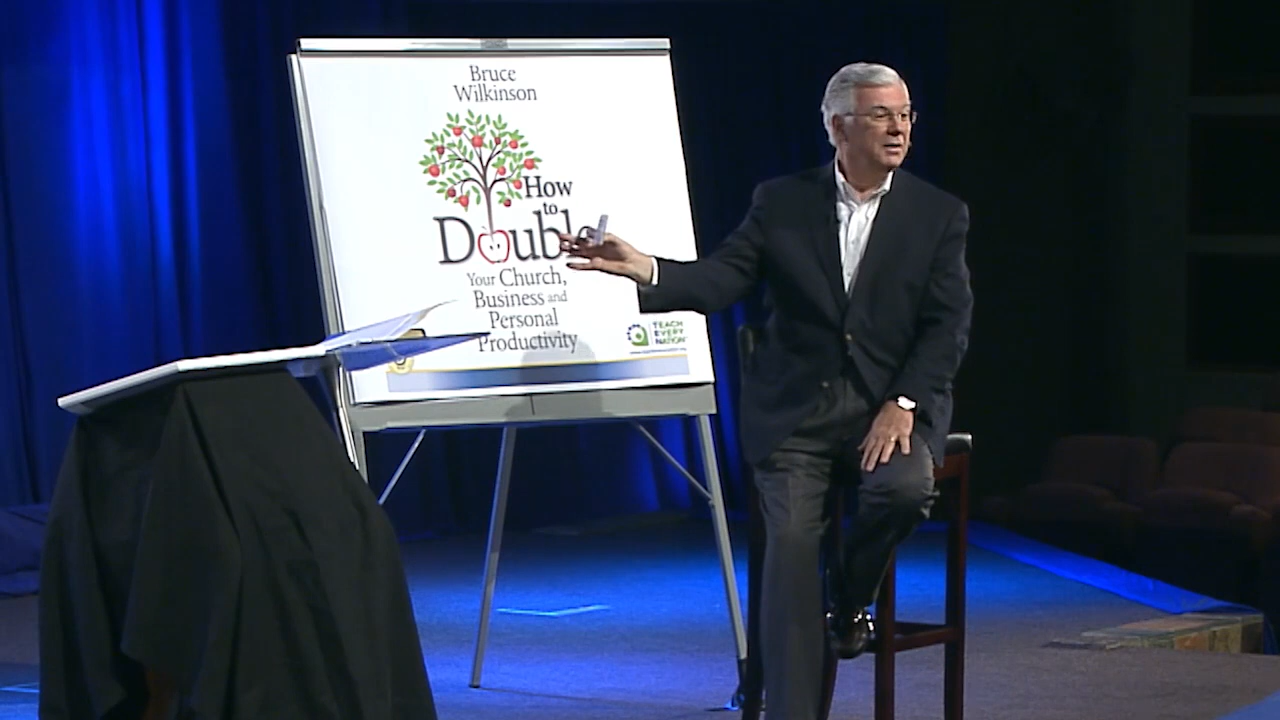 Bruce
Wilkinson
How
to
Double
Your Church,
Business and
Personal
Productivity
TEACH
EVERY
NATION